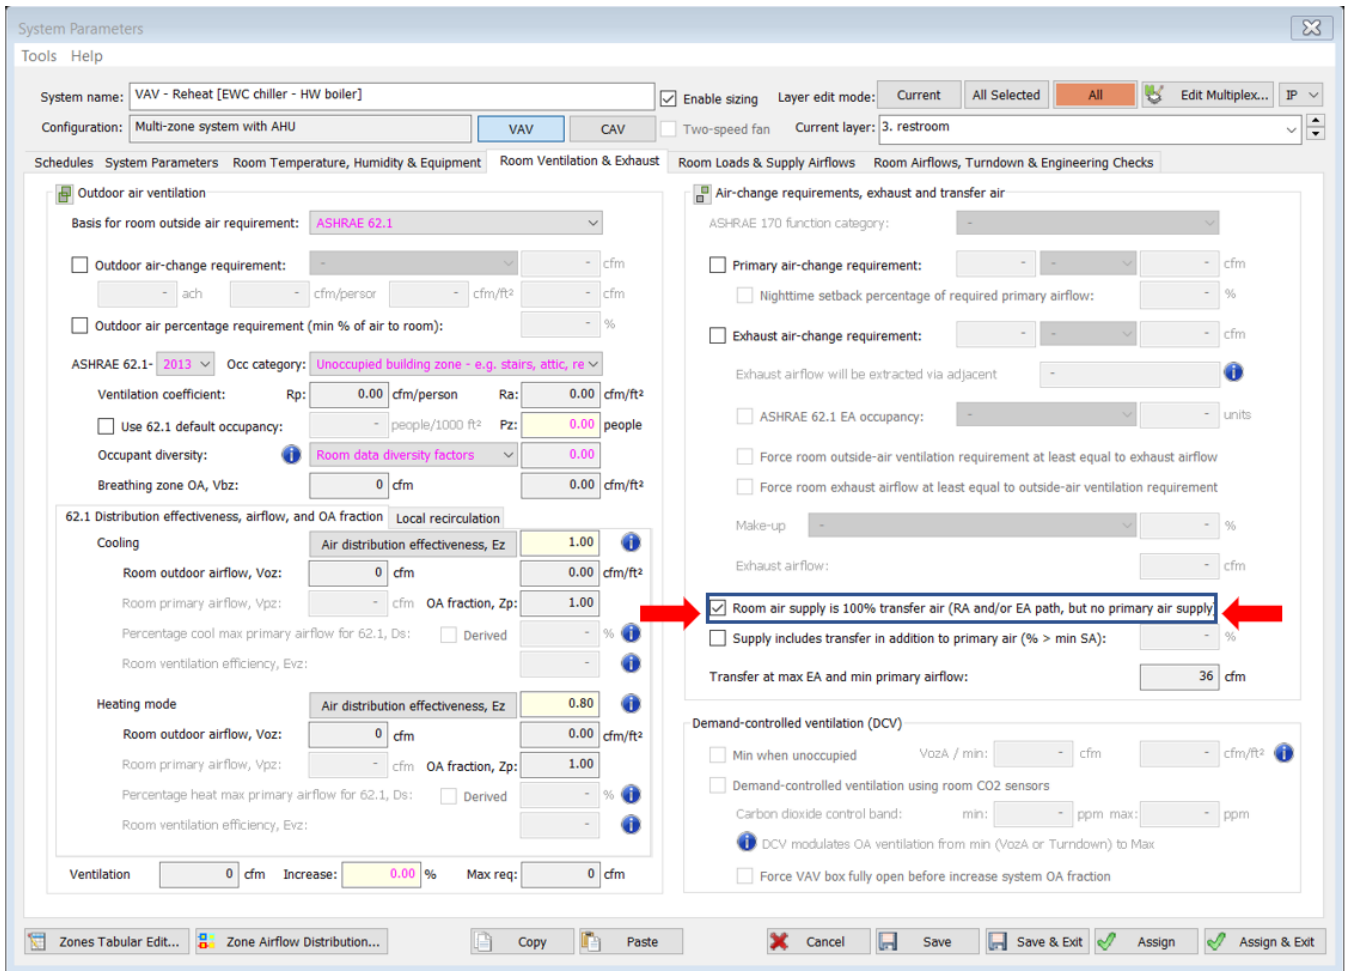 System Parameters
Tools Help
System name: VAV - Reheat [EWC chiller - HW boiler] Enable sizing Layer edit mode: Current All Selected All Edit Multiplex... IP
Configuration: Multi-zone system with AHU VAV CAV Two-speed fan Current layer: 3. restroom
Schedules System Parameters Room Temperature, Humidity & Equipment Room Ventilation & Exhaust Room Loads & Supply Airflows Room Airflows, Turndown & Engineering Checks
Outdoor air ventilation
Basis for room outside air requirement: ASHRAE 62.1
Outdoor air-change requirement: - - cfm
- ach - cfm/person - cfm/ft² - cfm
Outdoor air percentage requirement (min % of air to room): - %
ASHRAE 62.1- 2013 Occ category: Unoccupied building zone - e.g. stairs, attic, re
Ventilation coefficient: Rp: 0.00 cfm/person Ra: 0.00 cfm/ft²
Use 62.1 default occupancy: - people/1000 ft² Pz: 0.00 people
Occupant diversity: Room data diversity factors 0.00
Breathing zone OA, Vbz: 0 cfm 0.00 cfm/ft²
62.1 Distribution effectiveness, airflow, and OA fraction Local recirculation
Cooling Air distribution effectiveness, Ez 1.00
Room outdoor airflow, Voz: 0 cfm 0.00 cfm/ft²
Room primary airflow, Vpz: - cfm OA fraction, Zp: 1.00
Percentage cool max primary airflow for 62.1, Ds: Derived - %
Room ventilation efficiency, Evz: -
Heating mode Air distribution effectiveness, Ez 0.80
Room outdoor airflow, Voz: 0 cfm 0.00 cfm/ft²
Room primary airflow, Vpz: - cfm OA fraction, Zp: 1.00
Percentage heat max primary airflow for 62.1, Ds: Derived - %
Room ventilation efficiency, Evz: -
Ventilation 0 cfm Increase: 0.00 % Max req: 0 cfm
Air-change requirements, exhaust and transfer air
ASHRAE 170 function category: -
Primary air-change requirement: - - - cfm
Nighttime setback percentage of required primary airflow: - %
Exhaust air-change requirement: - - - cfm
Exhaust airflow will be extracted via adjacent -
ASHRAE 62.1 EA occupancy: - - units
Force room outside-air ventilation requirement at least equal to exhaust airflow
Force room exhaust airflow at least equal to outside-air ventilation requirement
Make-up - - %
Exhaust airflow: - cfm
Room air supply is 100% transfer air (RA and/or EA path, but no primary air supply
Supply includes transfer in addition to primary air (% > min SA): - %
Transfer at max EA and min primary airflow: 36 cfm
Demand-controlled ventilation (DCV)
Min when unoccupied VozA / min: - cfm - cfm/ft²
Demand-controlled ventilation using room CO2 sensors
Carbon dioxide control band: min: - ppm max: - ppm
DCV modulates OA ventilation from min (VozA or Turndown) to Max
Force VAV box fully open before increase system OA fraction
Zones Tabular Edit... Zone Airflow Distribution... Copy Paste Cancel Save Save & Exit Assign Assign & Exit